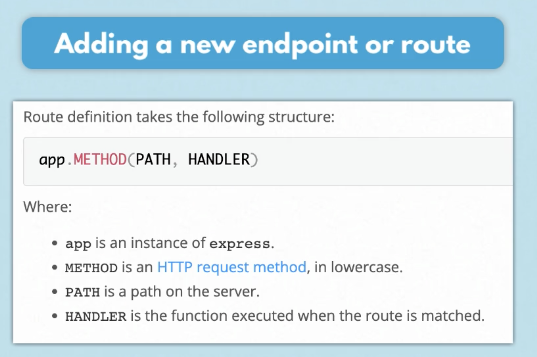 Adding a new endpoint or route
Route definition takes the following structure:
app.METHOD(PATH, HANDLER)
Where:
• app is an instance of express.
• METHOD is an HTTP request method, in lowercase.
• PATH is a path on the server.
• HANDLER is the function executed when the route is matched.